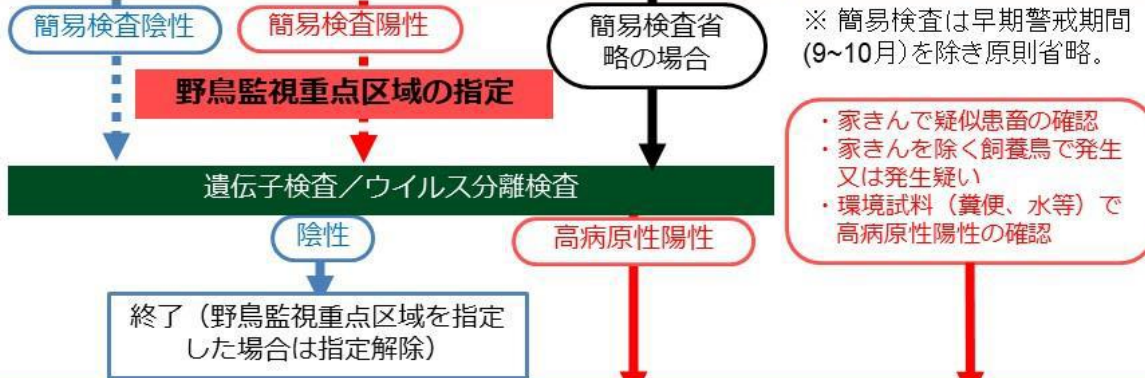 簡易検査陰性
簡易検査陽性
簡易検査省
略の場合
※ 簡易検査は早期警戒期間
(9~10月)を除き原則省略。
野鳥監視重点区域の指定
・家きんで疑似患畜の確認
・家きんを除く飼養鳥で発生
又は発生疑い
・環境試料（糞便、水等）で
高病原性陽性の確認
遺伝子検査／ウイルス分離検査
陰性
高病原性陽性
終了（野鳥監視重点区域を指定
した場合は指定解除）